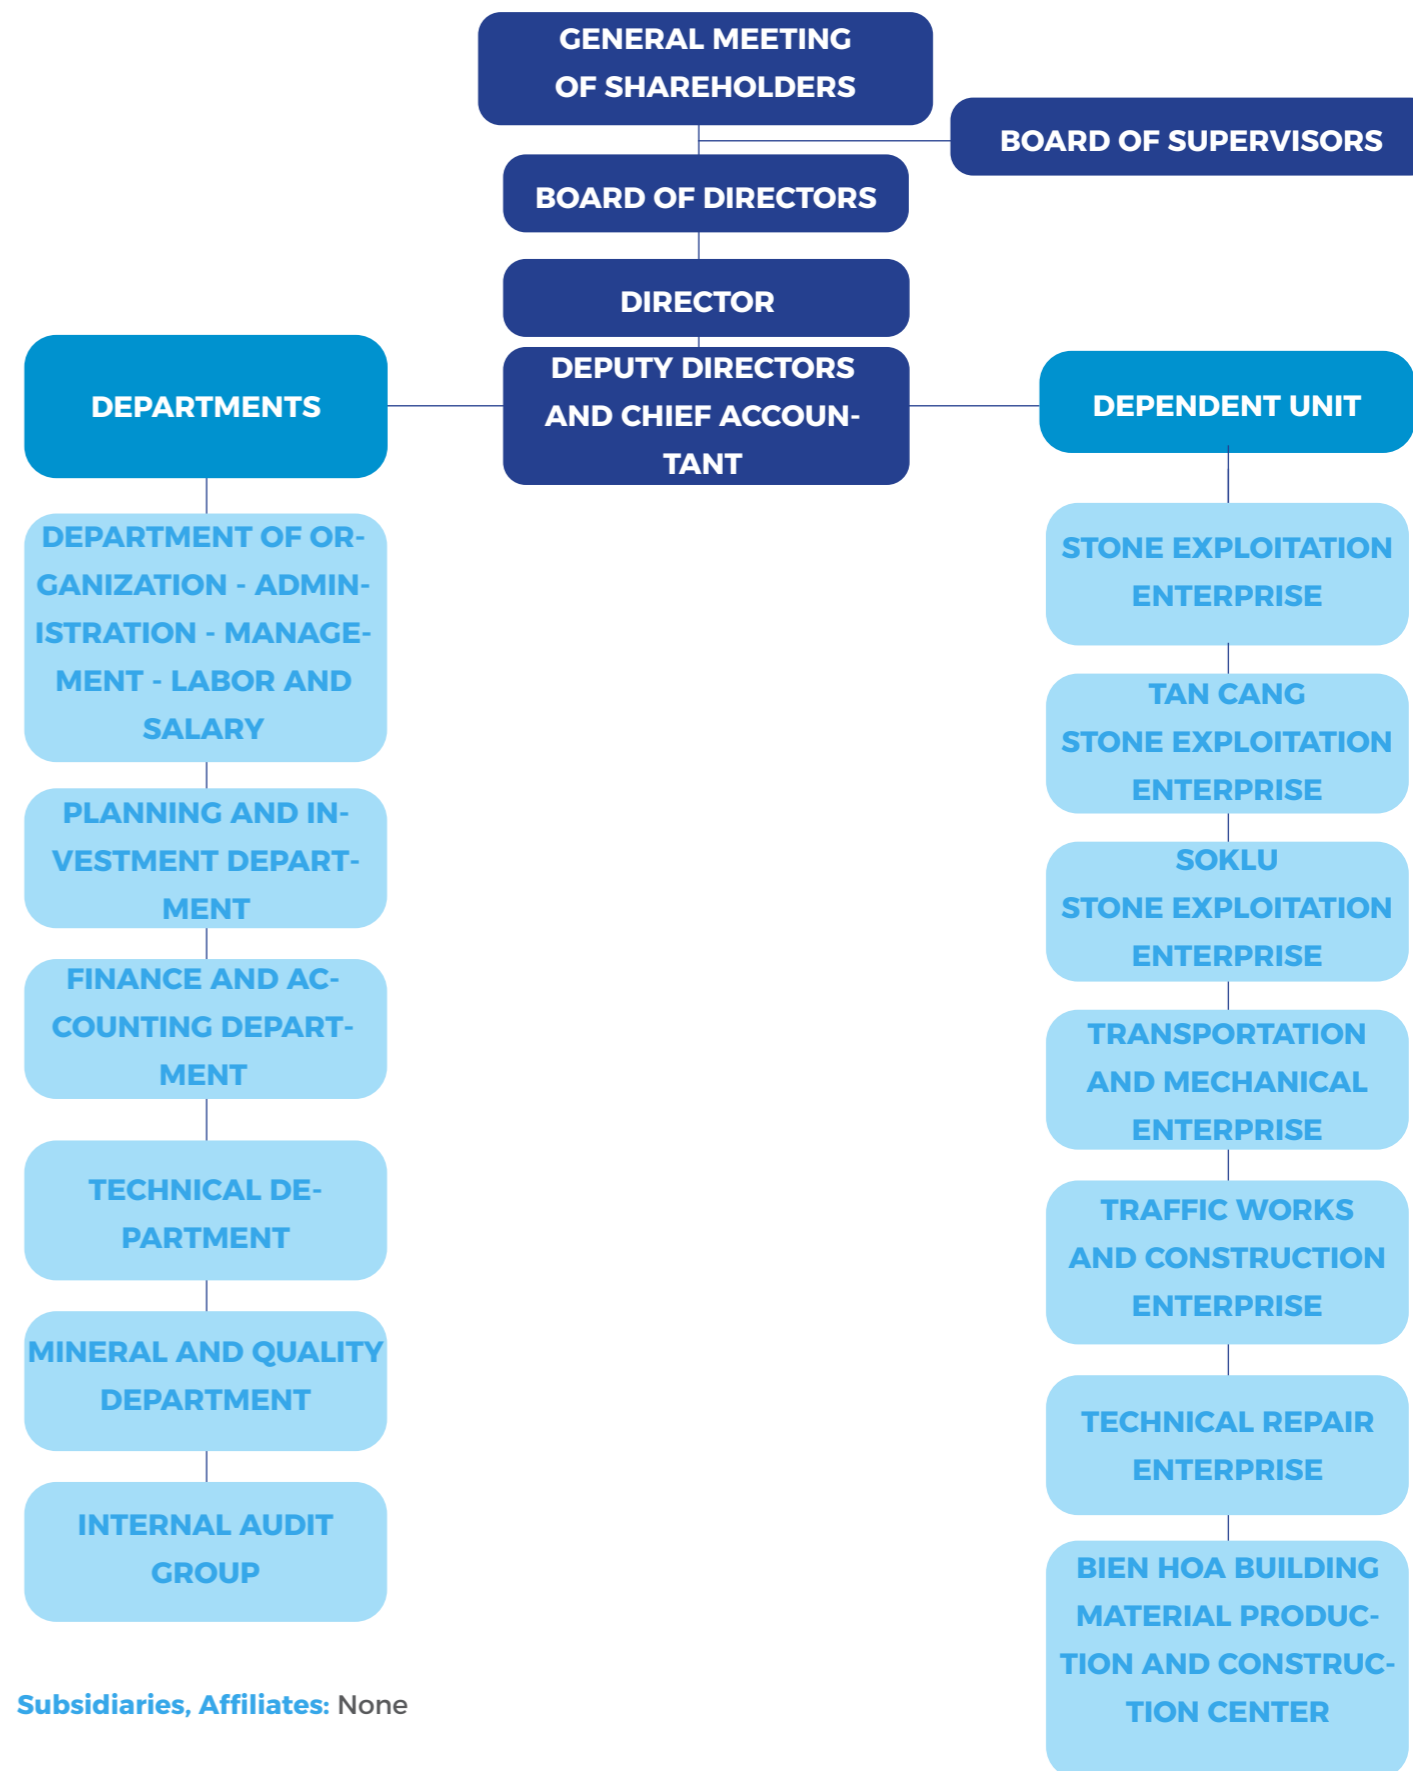 GENERAL MEETING
OF SHAREHOLDERS
BOARD OF SUPERVISORS
BOARD OF DIRECTORS
DIRECTOR
DEPUTY DIRECTORS
AND CHIEF ACCOUN-
TANT
DEPARTMENTS
DEPARTMENT OF OR-
GANIZATION - ADMIN-
ISTRATION - MANAGE-
MENT - LABOR AND
SALARY
PLANNING AND IN-
VESTMENT DEPART-
MENT
FINANCE AND AC-
COUNTING DEPART-
MENT
TECHNICAL DE-
PARTMENT
MINERAL AND QUALITY
DEPARTMENT
INTERNAL AUDIT
GROUP
DEPENDENT UNIT
STONE EXPLOITATION
ENTERPRISE
TAN CANG
STONE EXPLOITATION
ENTERPRISE
SOKLU
STONE EXPLOITATION
ENTERPRISE
TRANSPORTATION
AND MECHANICAL
ENTERPRISE
TRAFFIC WORKS
AND CONSTRUCTION
ENTERPRISE
TECHNICAL REPAIR
ENTERPRISE
BIEN HOA BUILDING
MATERIAL PRODUC-
TION AND CONSTRUC-
TION CENTER
Subsidiaries, Affiliates: None